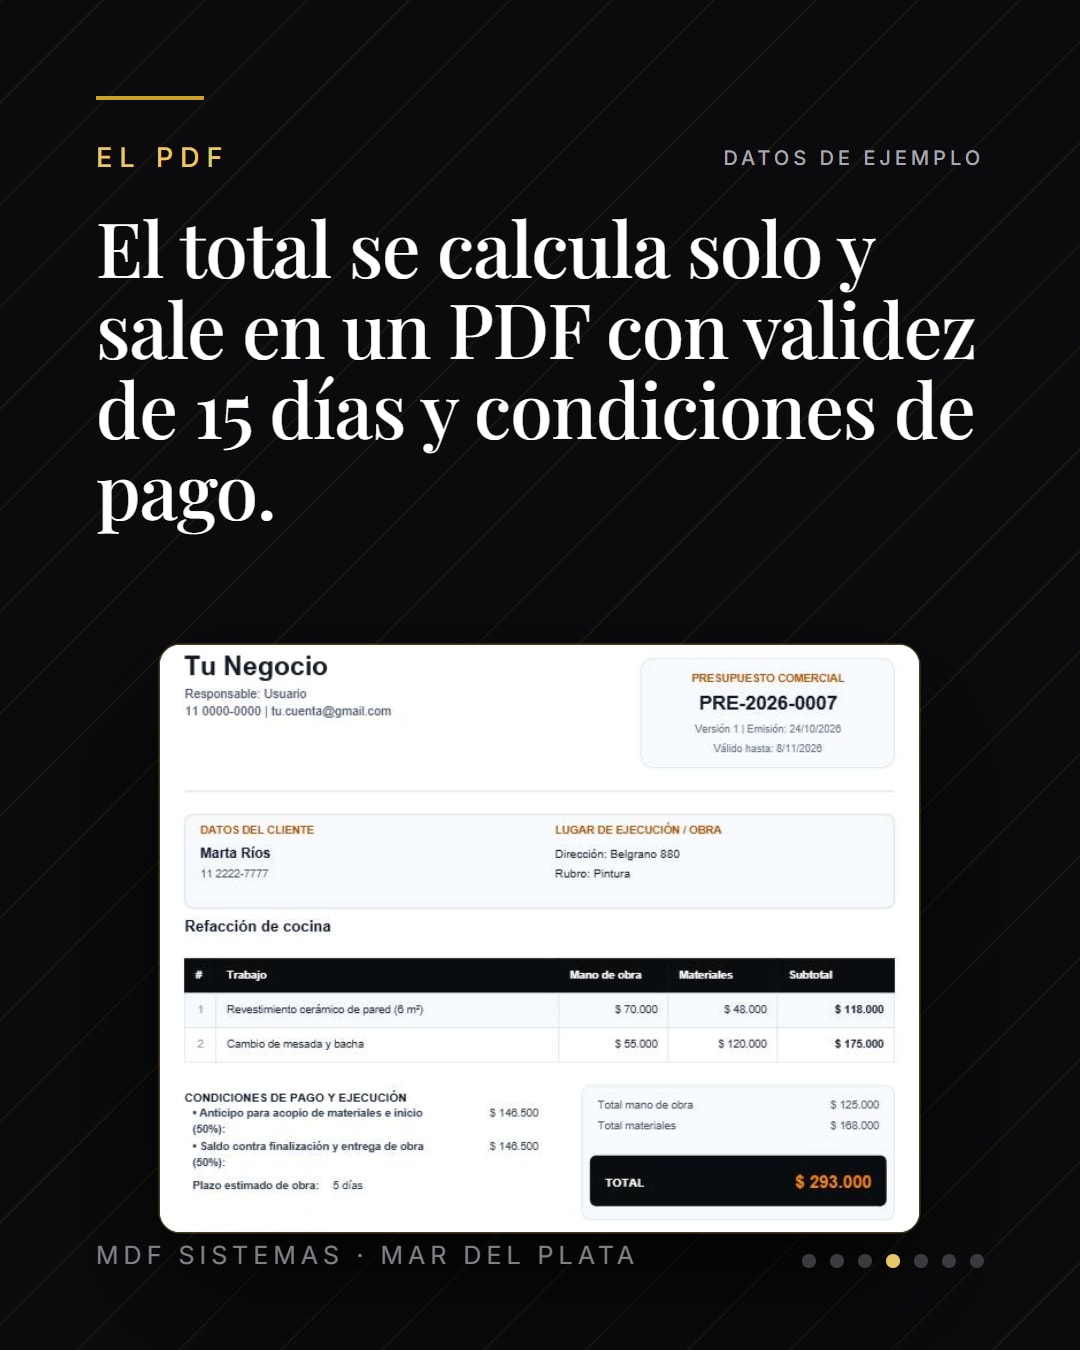 EL PDF
DATOS DE EJEMPLO
El total se calcula solo y
sale en un PDF con validez
de 15 días y condiciones de
pago.
Tu Negocio
Responsable: Usuario
11 0000-0000 | tu.cuenta@gmail.com
PRESUPUESTO COMERCIAL
PRE-2026-0007
Versión 1 | Emisión: 24/10/2026
Válido hasta: 8/11/2026
DATOS DEL CLIENTE
Marta Ríos
11 2222-7777
LUGAR DE EJECUCIÓN / OBRA
Dirección: Belgrano 880
Rubro: Pintura
Refacción de cocina
# Trabajo Mano de obra Materiales Subtotal
1 Revestimiento cerámico de pared (6 m²) $ 70.000 $ 48.000 $ 118.000
2 Cambio de mesada y bacha $ 55.000 $ 120.000 $ 175.000
CONDICIONES DE PAGO Y EJECUCIÓN
• Anticipo para acopio de materiales e inicio $ 146.500
(50%):
• Saldo contra finalización y entrega de obra $ 146.500
(50%):
Plazo estimado de obra: 5 días
Total mano de obra $ 125.000
Total materiales $ 168.000
TOTAL $ 293.000
MDF SISTEMAS · MAR DEL PLATA